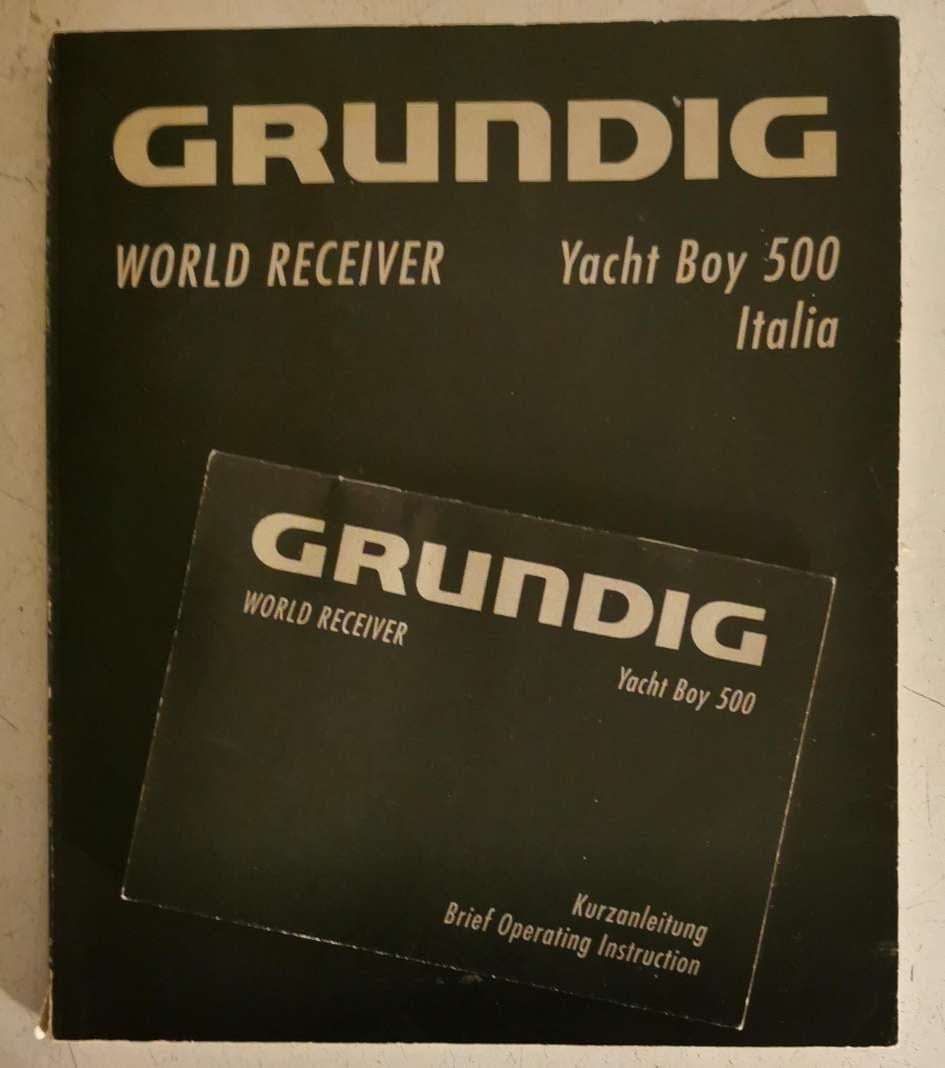 GRUNDIG
WORLD RECEIVER Yacht Boy 500
Italia
GRUNDIG
WORLD RECEIVER
Yacht Boy 500
Kurzanleitung
Brief Operating Instruction